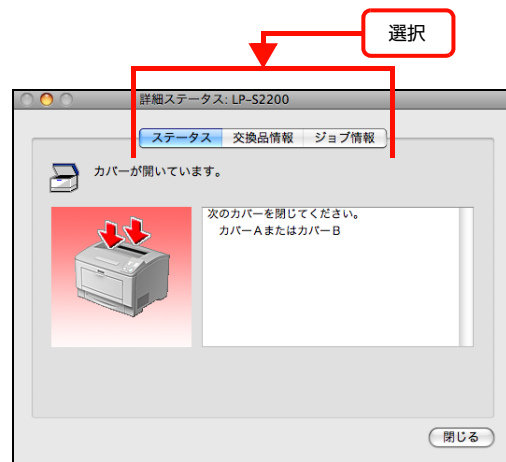 選択
詳細ステータス: LP-S2200
ステータス 交換品情報 ジョブ情報
カバーが開いています。
次のカバーを閉じてください。
カバーAまたはカバーB
閉じる